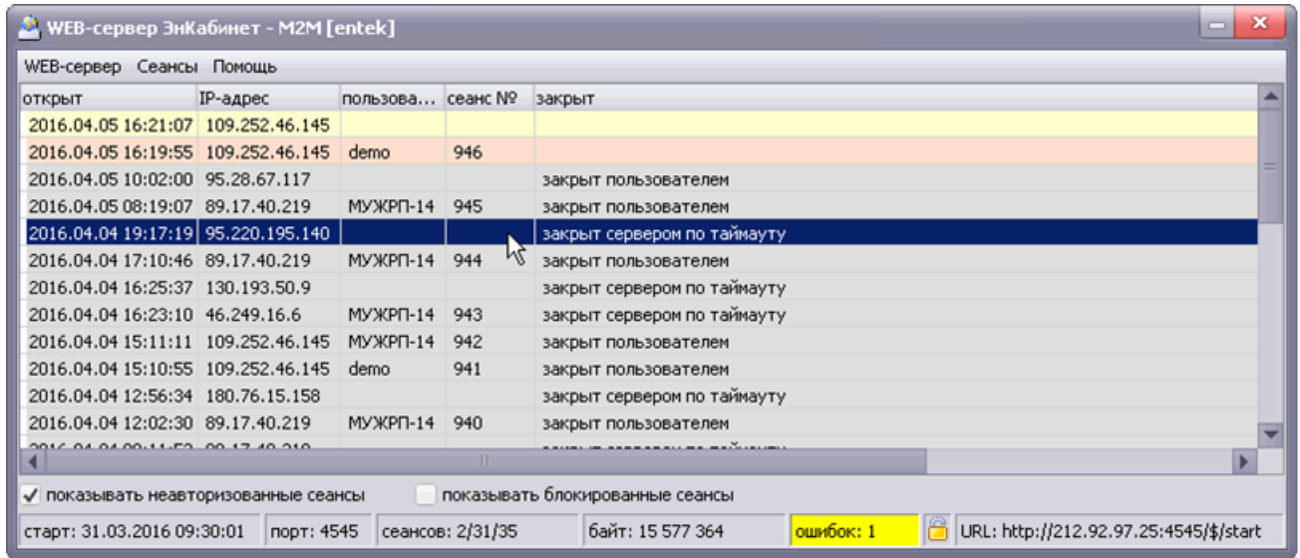 WEB-сервер ЭнКабинет - M2M [entek]
WEB-сервер Сеансы Помощь
открыт IP-адрес пользова... сеанс № закрыт
2016.04.05 16:21:07 109.252.46.145
2016.04.05 16:19:55 109.252.46.145 demo 946
2016.04.05 10:02:00 95.28.67.117 закрыт пользователем
2016.04.05 08:19:07 89.17.40.219 МУЖРП-14 945 закрыт пользователем
2016.04.04 19:17:19 95.220.195.140 закрыт сервером по таймауту
2016.04.04 17:10:46 89.17.40.219 МУЖРП-14 944 закрыт пользователем
2016.04.04 16:25:37 130.193.50.9 закрыт сервером по таймауту
2016.04.04 16:23:10 46.249.16.6 МУЖРП-14 943 закрыт сервером по таймауту
2016.04.04 15:11:11 109.252.46.145 МУЖРП-14 942 закрыт пользователем
2016.04.04 15:10:55 109.252.46.145 demo 941 закрыт пользователем
2016.04.04 12:56:34 180.76.15.158 закрыт сервером по таймауту
2016.04.04 12:02:30 89.17.40.219 МУЖРП-14 940 закрыт пользователем
показывать неавторизованные сеансы показывать блокированные сеансы
старт: 31.03.2016 09:30:01 порт: 4545 сеансов: 2/31/35 байт: 15 577 364 ошибок: 1 URL: http://212.92.97.25:4545/$/start